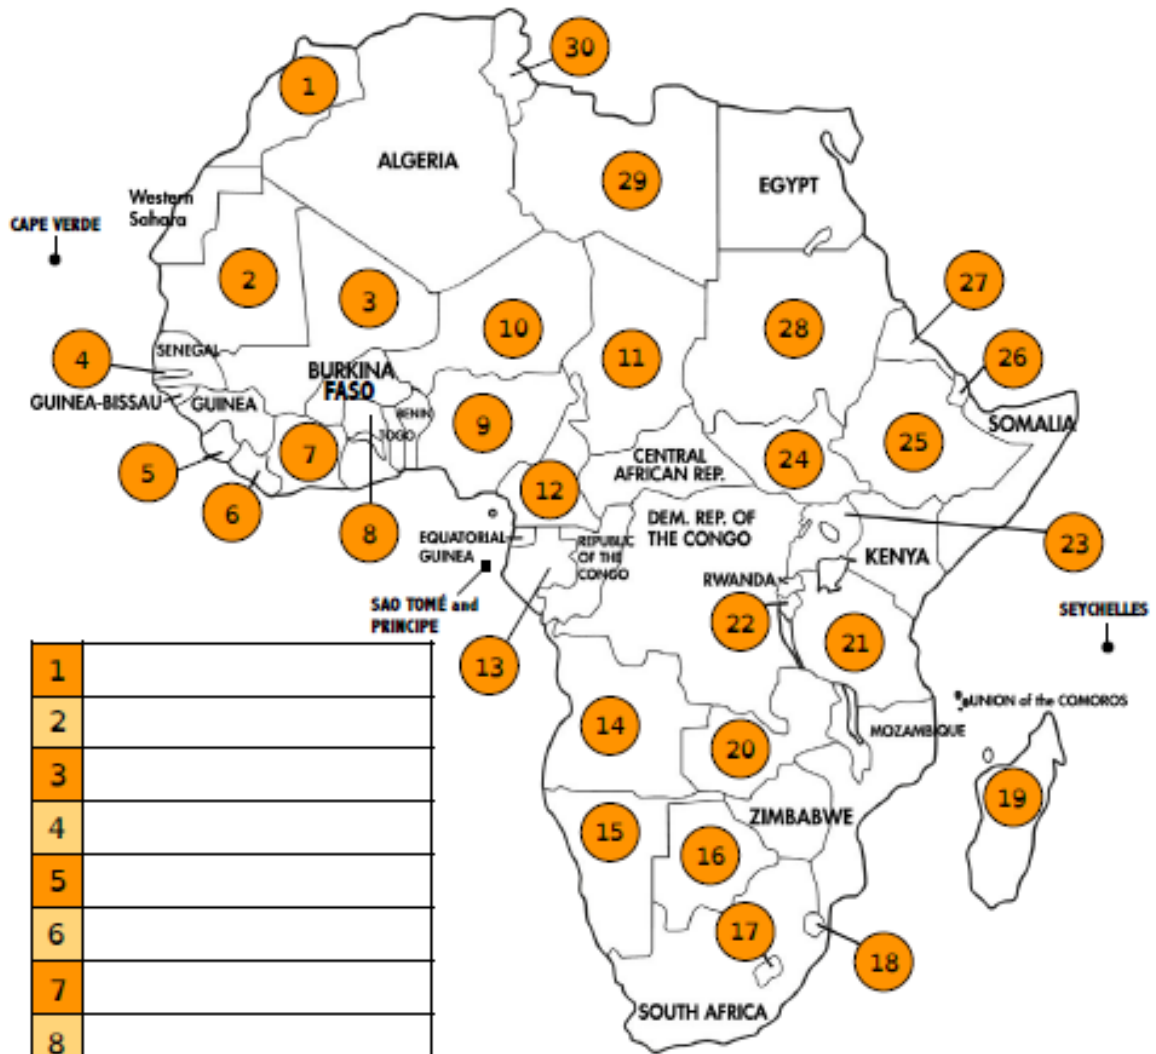 30
1
ALGERIA
29
EGYPT
Western
Sahara
CAPE VERDE
2
3
27
10
28
4
SENEGAL
11
26
BURKINA
FASO
GUINEA-BISSAU
GUINEA
BENIN
SOMALIA
9
TOGO
25
7
5
CENTRAL
AFRICAN REP.
24
12
6
8
DEM. REP. OF
THE CONGO
EQUATORIAL
GUINEA
REPUBLIC
OF THE
CONGO
23
KENYA
RWANDA
SAO TOMÉ and
PRINCIPE
22
SEYCHELLES
21
13
UNION of the COMOROS
14
MOZAMBIQUE
20
19
15
ZIMBABWE
16
17
18
SOUTH AFRICA
1
2
3
4
5
6
7
8